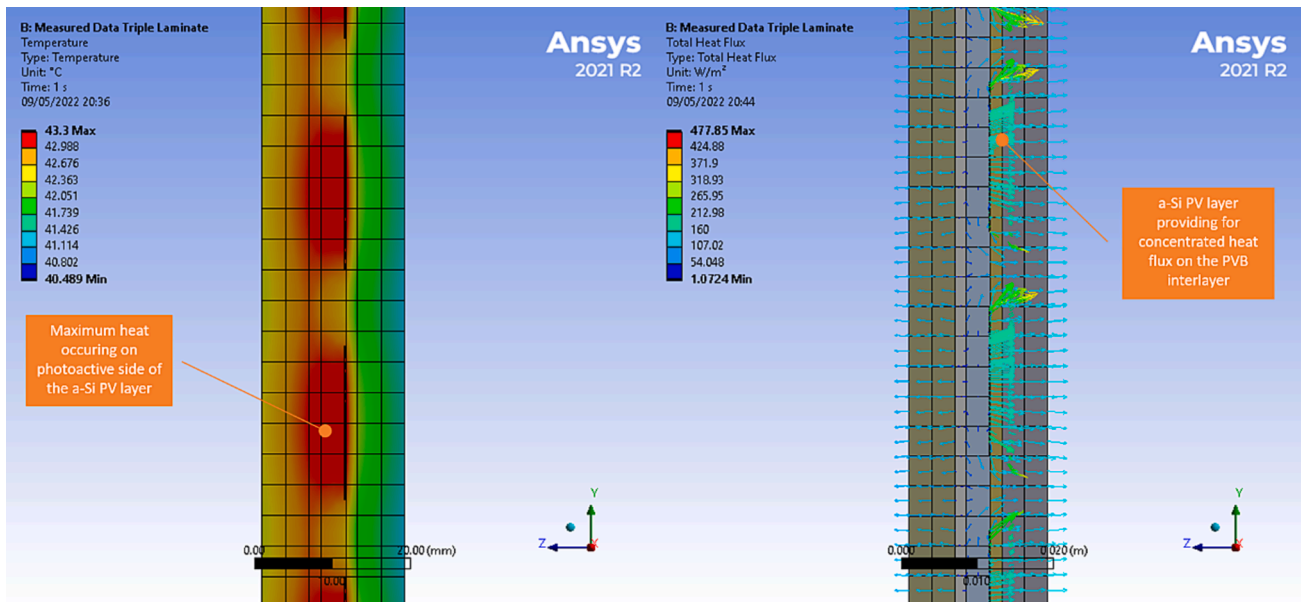 B: Measured Data Triple Laminate
Temperature
Type: Temperature
Unit: °C
Time: 1 s
09/05/2022 20:36
43.3 Max
42.988
42.676
42.363
42.051
41.739
41.426
41.114
40.802
40.489 Min
Ansys
2021 R2
Maximum heat
occuring on
photoactive side of
the a-Si PV layer
0.00
20.00 (mm)
0.00
Y
Z
X
B: Measured Data Triple Laminate
Total Heat Flux
Type: Total Heat Flux
Unit: W/m²
Time: 1 s
09/05/2022 20:44
477.85 Max
424.88
371.9
318.93
265.95
212.98
160
107.02
54.048
1.0724 Min
Ansys
2021 R2
a-Si PV layer
providing for
concentrated heat
flux on the PVB
interlayer
0.000
0.020 (m)
0.010
Y
Z
X